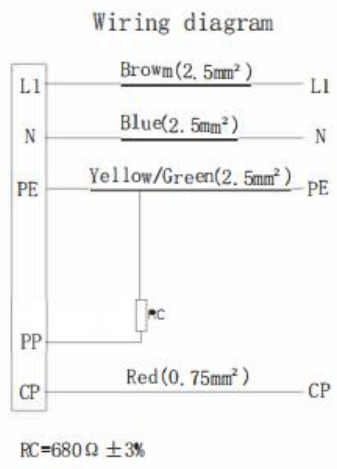 Wiring diagram
Browm(2.5mm²)
L1 L1
Blue(2.5mm²)
N N
Yellow/Green(2.5mm²)
PE PE
RC
PP
Red(0.75mm²)
CP CP
RC=680Ω ±3%